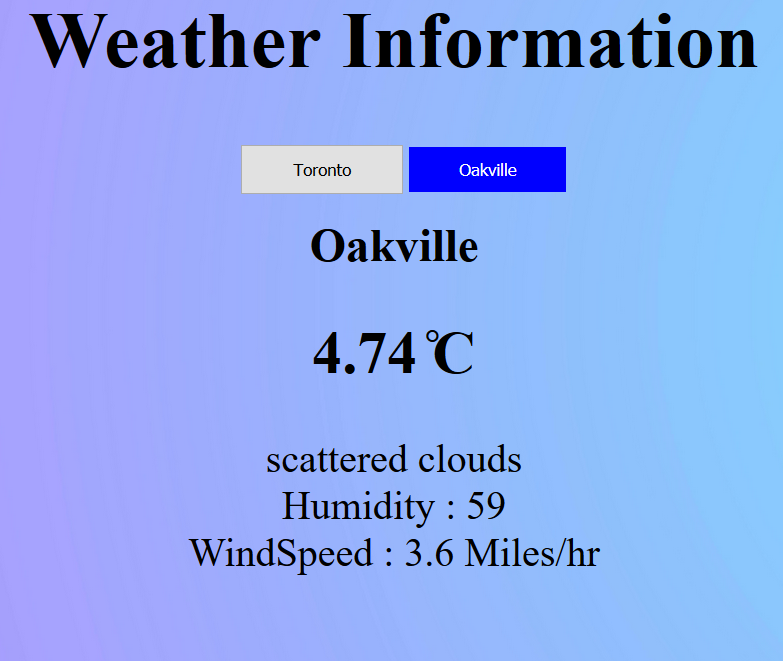 Weather Information
Toronto Oakville
Oakville
4.74℃
scattered clouds
Humidity : 59
WindSpeed : 3.6 Miles/hr